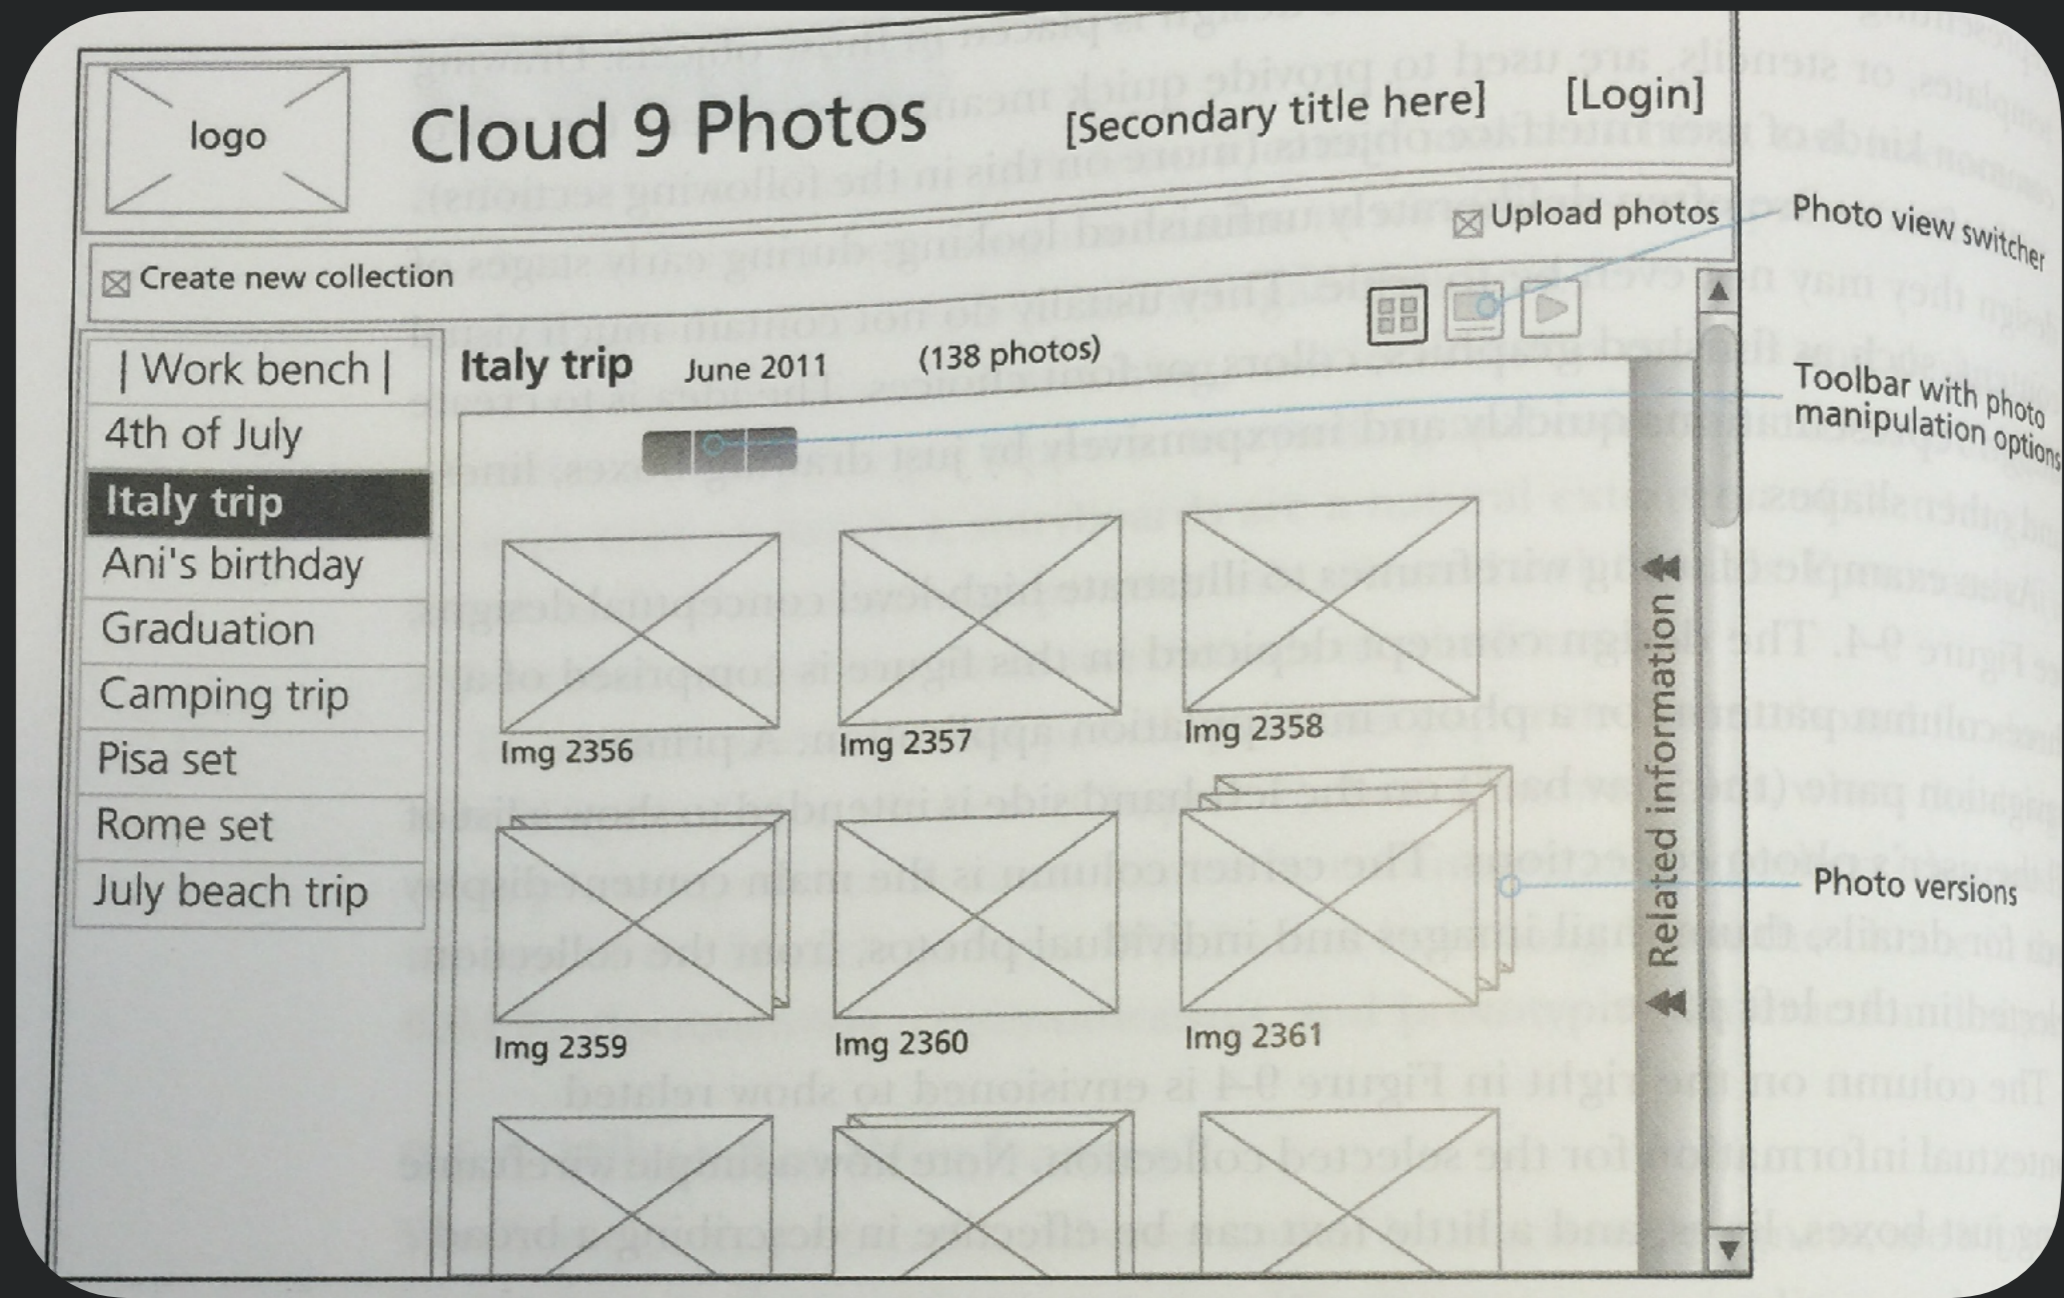 logo
Cloud 9 Photos
[Secondary title here]
[Login]
Create new collection
Upload photos
Photo view switcher
| Work bench |
4th of July
Italy trip
Ani's birthday
Graduation
Camping trip
Pisa set
Rome set
July beach trip
Italy trip June 2011 (138 photos)
Toolbar with photo
manipulation options
Img 2356
Img 2357
Img 2358
Img 2359
Img 2360
Img 2361
Related information
Photo versions